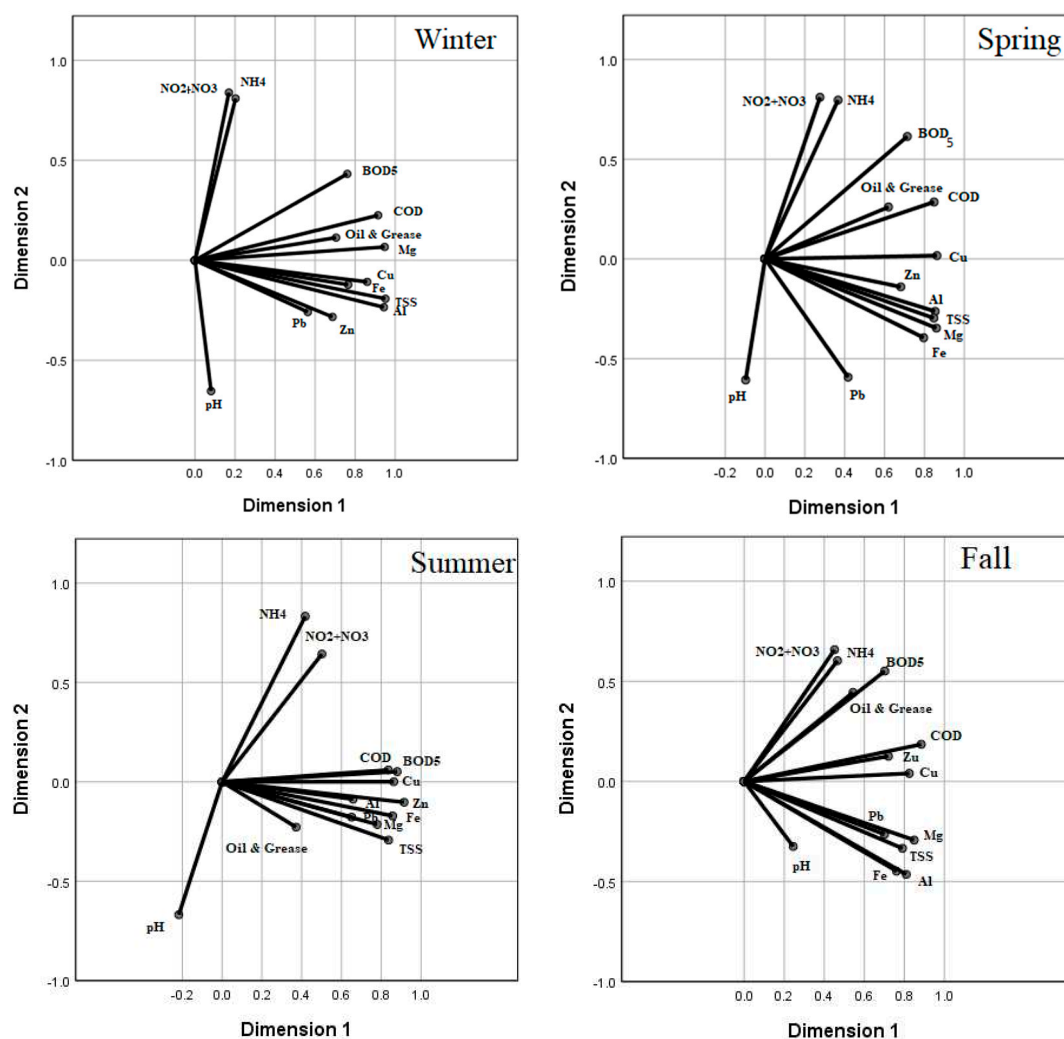 Winter
1.0
0.5
0.0
-0.5
-1.0
Dimension 2
NO2+NO3
NH4
BOD5
COD
Oil & Grease
Mg
Cu
Fe
TSS
Al
Pb
Zn
pH
0.0 0.2 0.4 0.6 0.8 1.0
Dimension 1
Spring
1.0
0.5
0.0
-0.5
-1.0
Dimension 2
NO2+NO3
NH4
BOD
5
Oil & Grease
COD
Cu
Zn
Al
TSS
Mg
Fe
Pb
pH
-0.2 0.0 0.2 0.4 0.6 0.8 1.0
Dimension 1
Summer
1.0
0.5
0.0
-0.5
-1.0
Dimension 2
NH4
NO2+NO3
COD
BOD5
Cu
Al
Zn
Pb
Fe
Mg
TSS
Oil & Grease
pH
-0.2 0.0 0.2 0.4 0.6 0.8 1.0
Dimension 1
Fall
1.0
0.5
0.0
-0.5
-1.0
Dimension 2
NO2+NO3
NH4
BOD5
Oil & Grease
COD
Zu
Cu
Pb
Mg
TSS
Fe
Al
pH
0.0 0.2 0.4 0.6 0.8 1.0
Dimension 1